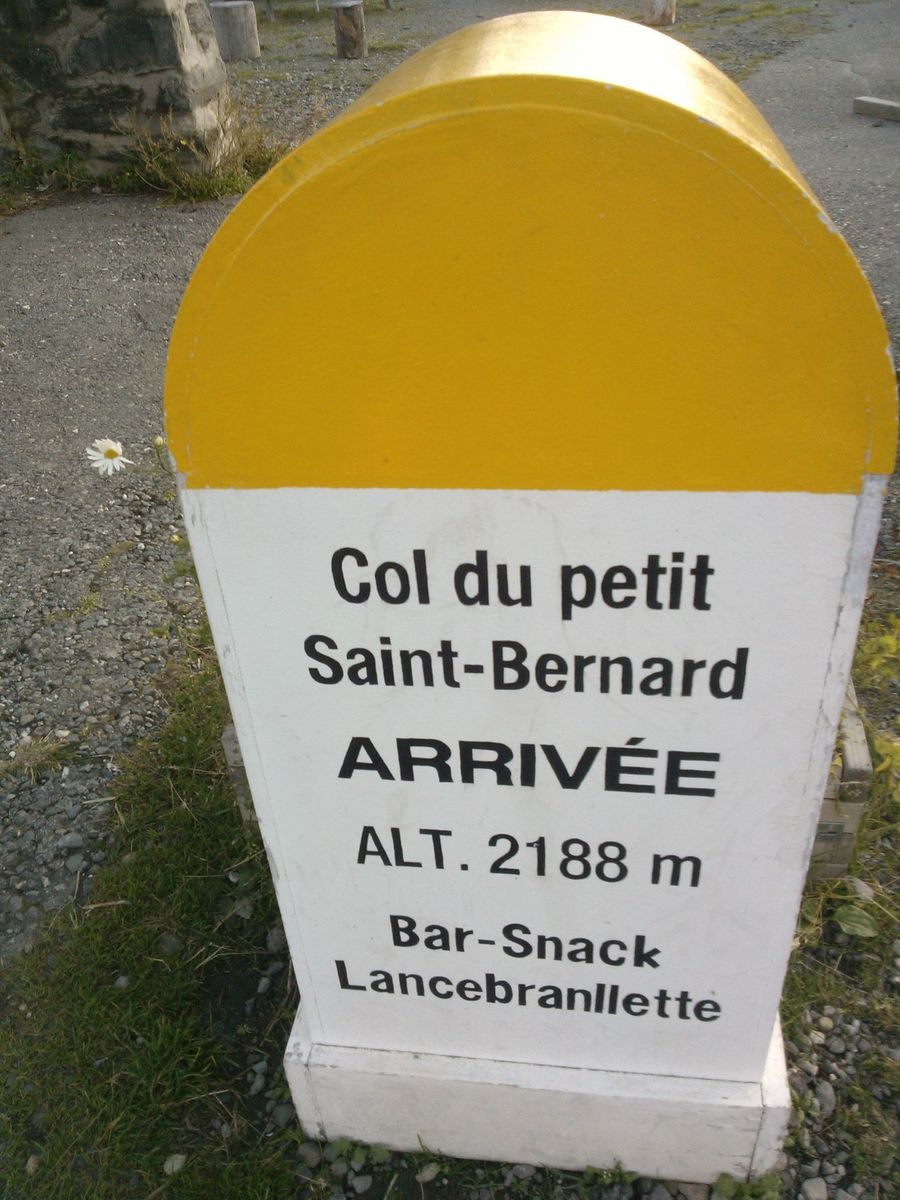 Col du petit
Saint-Bernard
ARRIVÉE
ALT. 2188 m
Bar-Snack
Lancebranllette